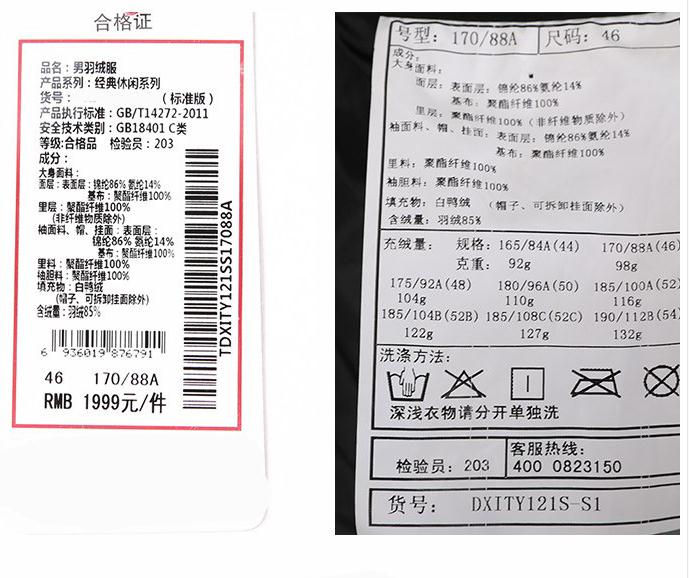 合格证
品名：男羽绒服
产品系列：经典休闲系列
货号：
（标准版）
产品执行标准：GB/T14272-2011
安全技术类别：GB18401 C类
等级:合格品 检验员:203
成分：
大身面料：
面层：表面层：锦纶86% 氨纶14%
基布：聚酯纤维100%
里层：聚酯纤维100%
(非纤维物质除外)
袖面料、帽、挂面：表面层：
锦纶86% 氨纶14%
基布：聚酯纤维100%
里料：聚酯纤维100%
袖胆料：聚酯纤维100%
填充物：白鸭绒
(帽子、可拆卸挂面除外)
含绒量：羽绒85%
6 936019 876791
46 170/88A
RMB 1999元/件
TDXITY121SS17088A
号型：170/88A 尺码：46
成分：
大身面料：
面层：表面层：锦纶86%氨纶14%
基布：聚酯纤维100%
里层：聚酯纤维100%(非纤维物质除外)
袖面料、帽、挂面：表面层：锦纶86%氨纶14%
基布：聚酯纤维100%
里料：聚酯纤维100%
袖胆料：聚酯纤维100%
填充物：白鸭绒 （帽子、可拆卸挂面除外）
含绒量：羽绒85%
充绒量：规格：165/84A(44) 170/88A(46)
克重：92g 98g
175/92A(48) 180/96A(50) 185/100A(52)
104g 110g 116g
185/104B(52B) 185/108C(52C) 190/112B(54)
122g 127g 132g
洗涤方法：
深浅衣物请分开单独洗
检验员：203
客服热线：
400 0823150
货号：DXITY121S-S1